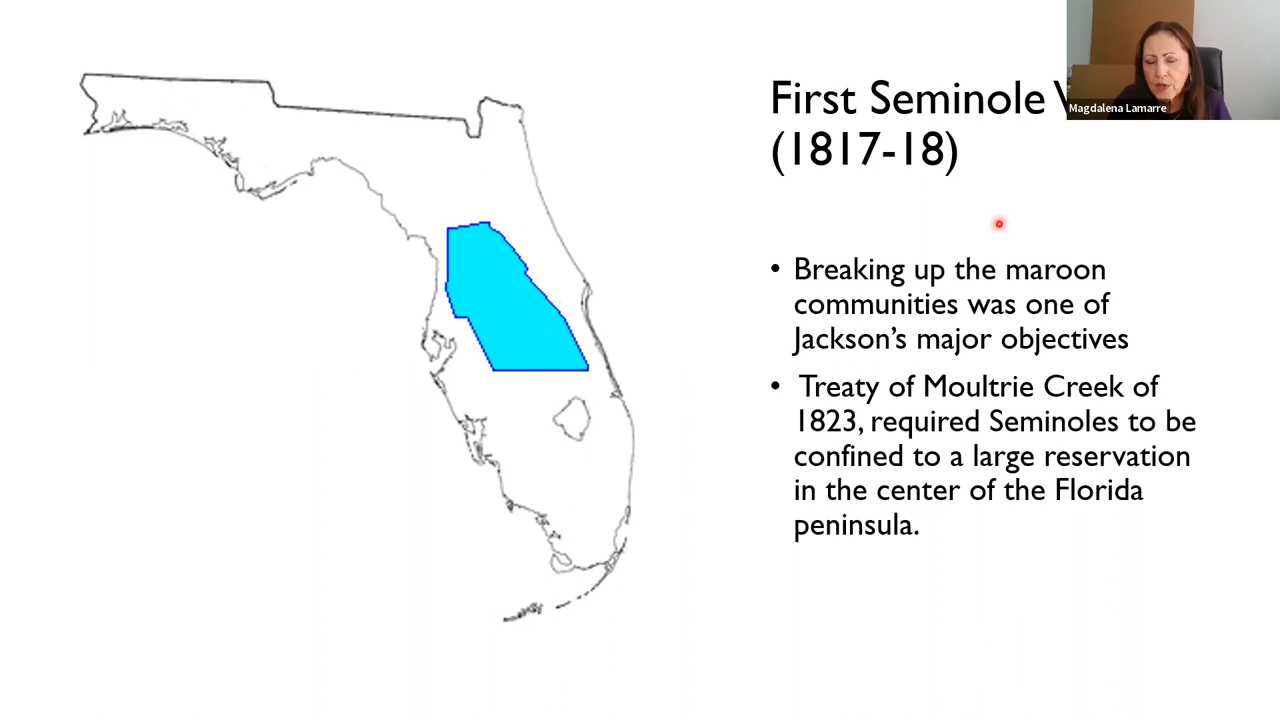 First Seminole
(1817-18)
Magdalena Lamarre
• Breaking up the maroon
communities was one of
Jackson’s major objectives
• Treaty of Moultrie Creek of
1823, required Seminoles to be
confined to a large reservation
in the center of the Florida
peninsula.